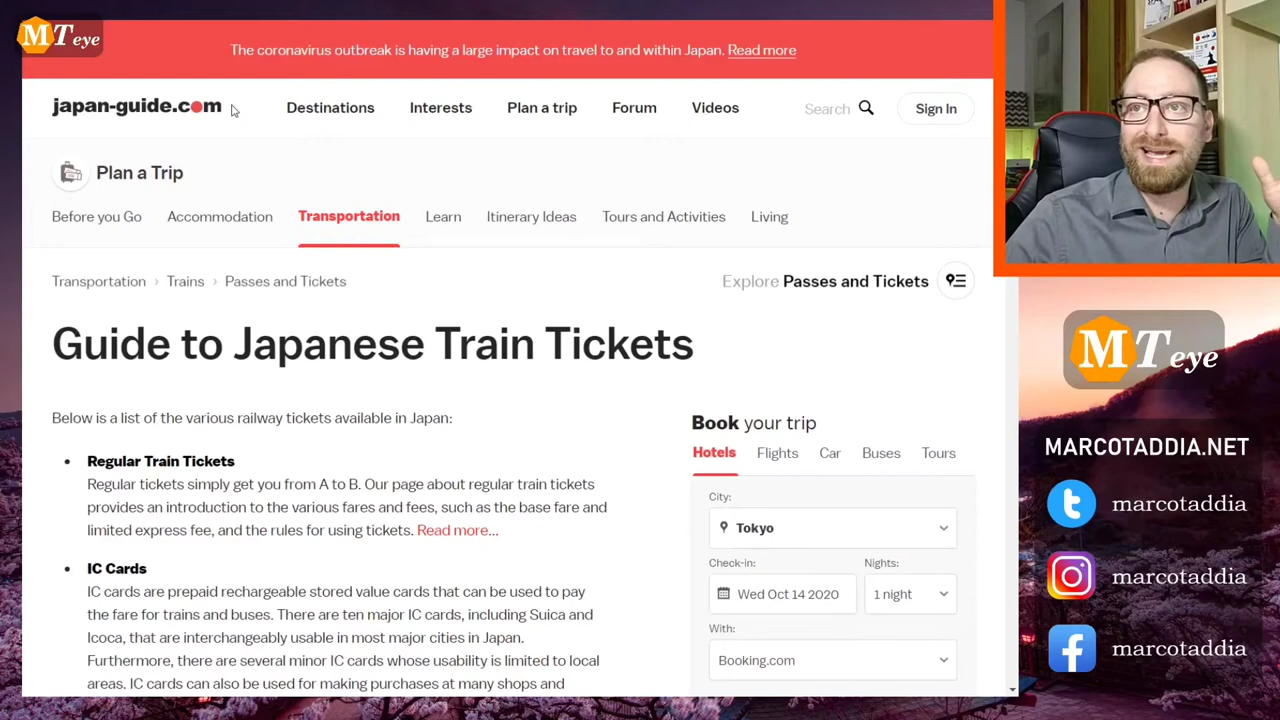 MT eye
The coronavirus outbreak is having a large impact on travel to and within Japan. Read more
japan-guide.com
Destinations
Interests
Plan a trip
Forum
Videos
Search
Sign In
Plan a Trip
Before you Go
Accommodation
Transportation
Learn
Itinerary Ideas
Tours and Activities
Living
Transportation › Trains › Passes and Tickets
Explore Passes and Tickets
Guide to Japanese Train Tickets
Below is a list of the various railway tickets available in Japan:
Regular Train Tickets
Regular tickets simply get you from A to B. Our page about regular train tickets
provides an introduction to the various fares and fees, such as the base fare and
limited express fee, and the rules for using tickets. Read more...
IC Cards
IC cards are prepaid rechargeable stored value cards that can be used to pay
the fare for trains and buses. There are ten major IC cards, including Suica and
Icoca, that are interchangeably usable in most major cities in Japan.
Furthermore, there are several minor IC cards whose usability is limited to local
areas. IC cards can also be used for making purchases at many shops and
Book your trip
Hotels
Flights
Car
Buses
Tours
City:
Tokyo
Check-in:
Nights:
Wed Oct 14 2020
1 night
With:
Booking.com
MT eye
MARCOTADDIA.NET
marcotaddia
marcotaddia
marcotaddia